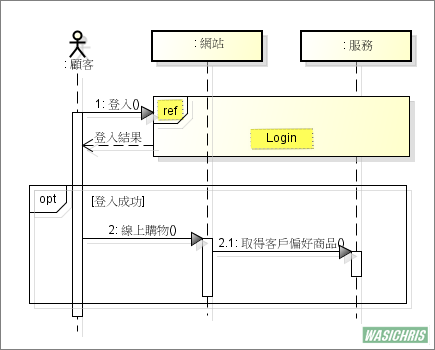 : 顧客
: 網站
: 服務
1: 登入()
ref
登入結果
Login
opt
[登入成功]
2: 線上購物()
2.1: 取得客戶偏好商品()
WASICHRIS